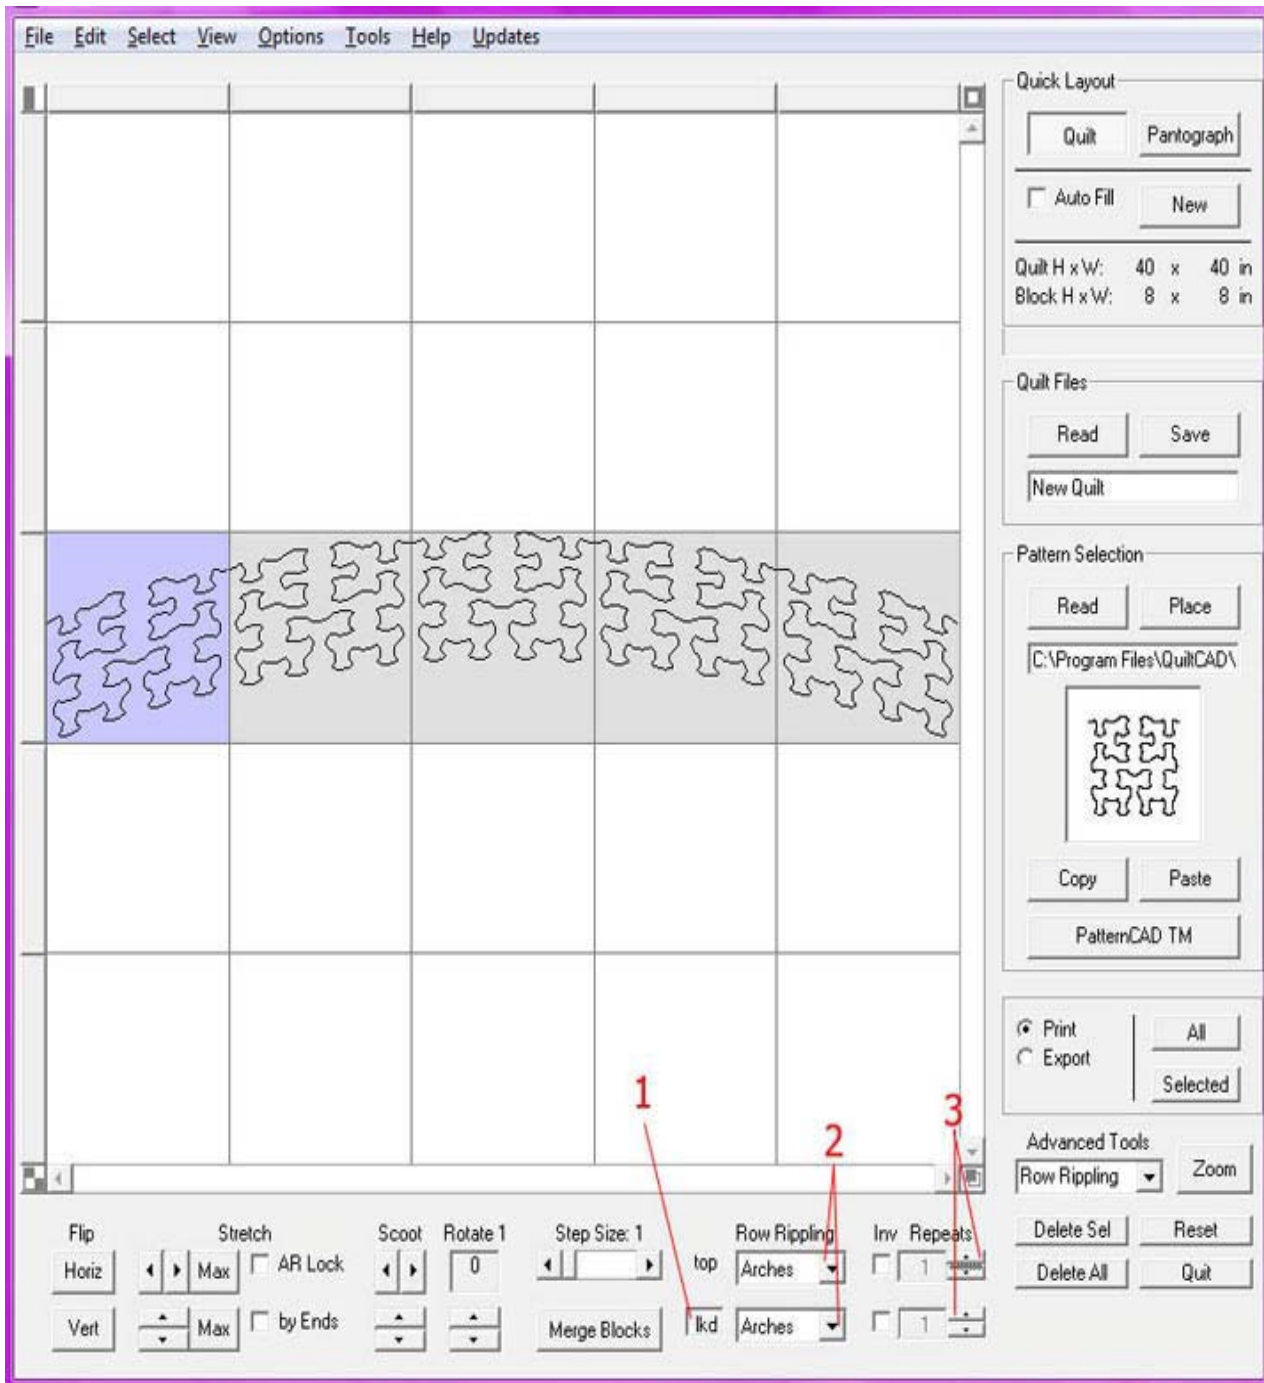 File Edit Select View Options Tools Help Updates
Quick Layout
Quilt Pantograph
Auto Fill New
Quilt H x W: 40 x 40 in
Block H x W: 8 x 8 in
Quilt Files
Read Save
New Quilt
Pattern Selection
Read Place
C:\Program Files\QuiltCAD\
Copy Paste
PatternCAD TM
Print All
Export
Selected
1 2 3
Advanced Tools
Row Rippling Zoom
Flip Stretch Scoot Rotate 1 Step Size: 1 Row Rippling Inv Repeats
Delete Sel Reset
Horiz Max AR Lock 0 top Arches 1
Delete All Quit
Vert Max by Ends Merge Blocks lkd Arches 1